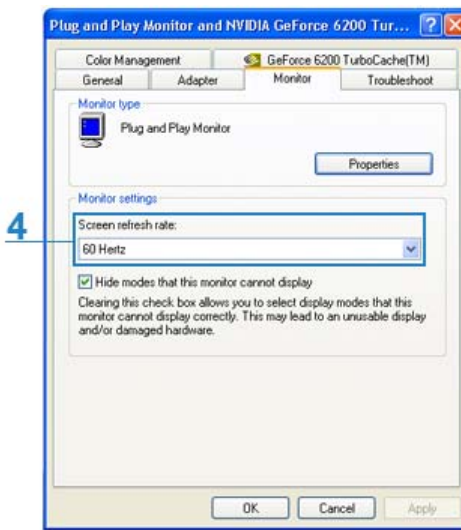 Plug and Play Monitor and NVIDIA GeForce 6200 Tur...
Color Management
GeForce 6200 TurboCache(TM)
General
Adapter
Monitor
Troubleshoot
Monitor type
Plug and Play Monitor
Properties
Monitor settings
4
Screen refresh rate:
60 Hertz
Hide modes that this monitor cannot display
Clearing this check box allows you to select display modes that this
monitor cannot display correctly. This may lead to an unusable display
and/or damaged hardware.
OK
Cancel
Apply